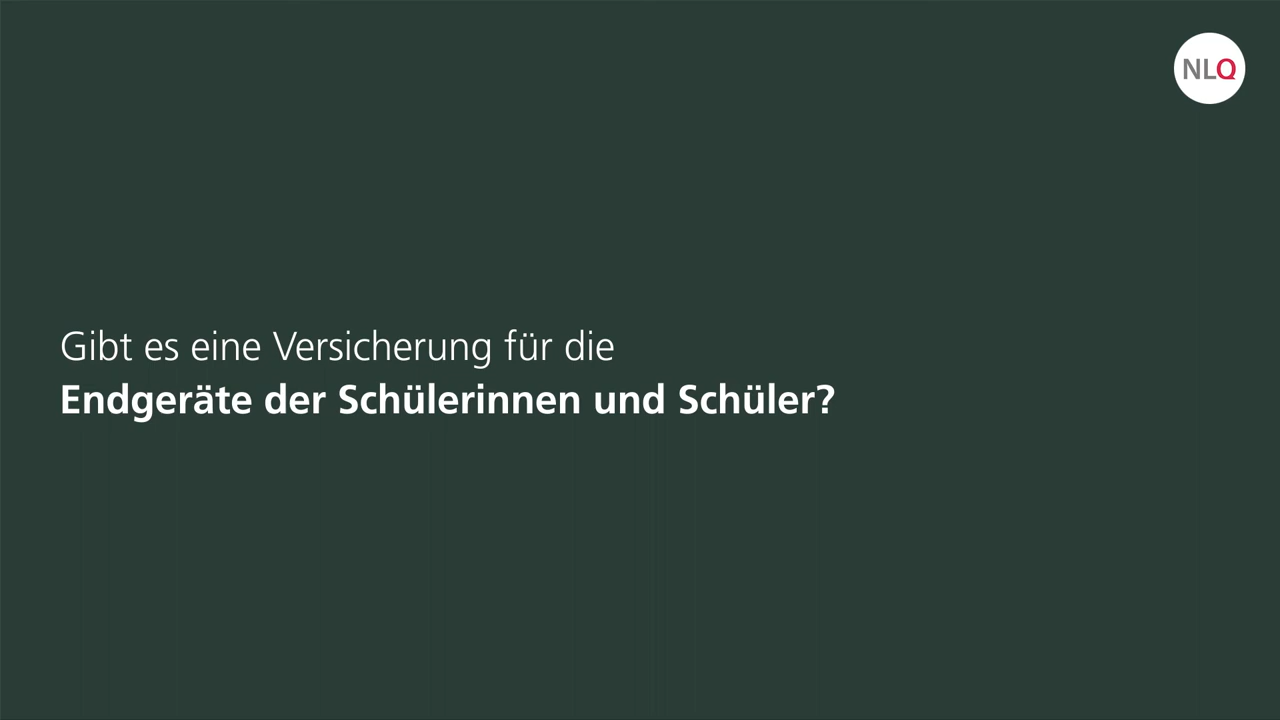 NLQ
Gibt es eine Versicherung für die
Endgeräte der Schülerinnen und Schüler?